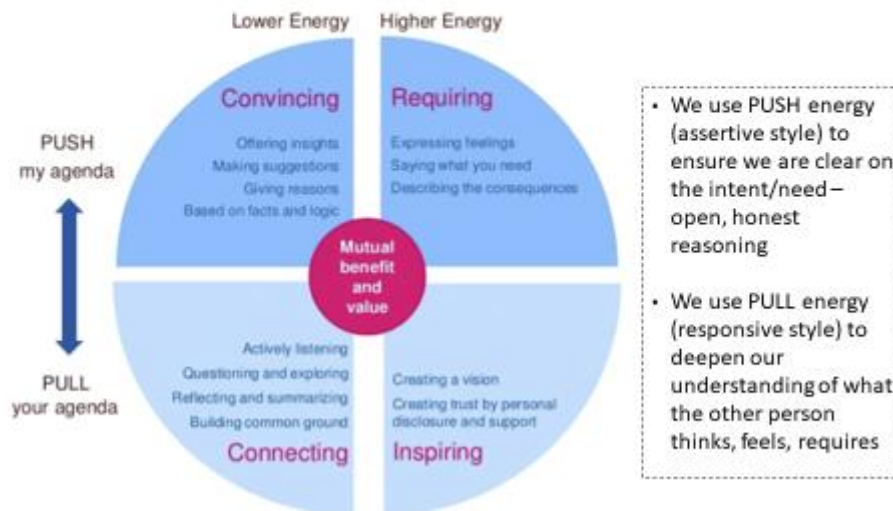 Lower Energy
Higher Energy
PUSH
my agenda
PULL
your agenda
Convincing
Offering insights
Making suggestions
Giving reasons
Based on facts and logic
Requiring
Expressing feelings
Saying what you need
Describing the consequences
Mutual
benefit
and
value
Actively listening
Questioning and exploring
Reflecting and summarizing
Building common ground
Connecting
Creating a vision
Creating trust by personal
disclosure and support
Inspiring
• We use PUSH energy
(assertive style) to
ensure we are clear on
the intent/need –
open, honest
reasoning
• We use PULL energy
(responsive style) to
deepen our
understanding of what
the other person
thinks, feels, requires